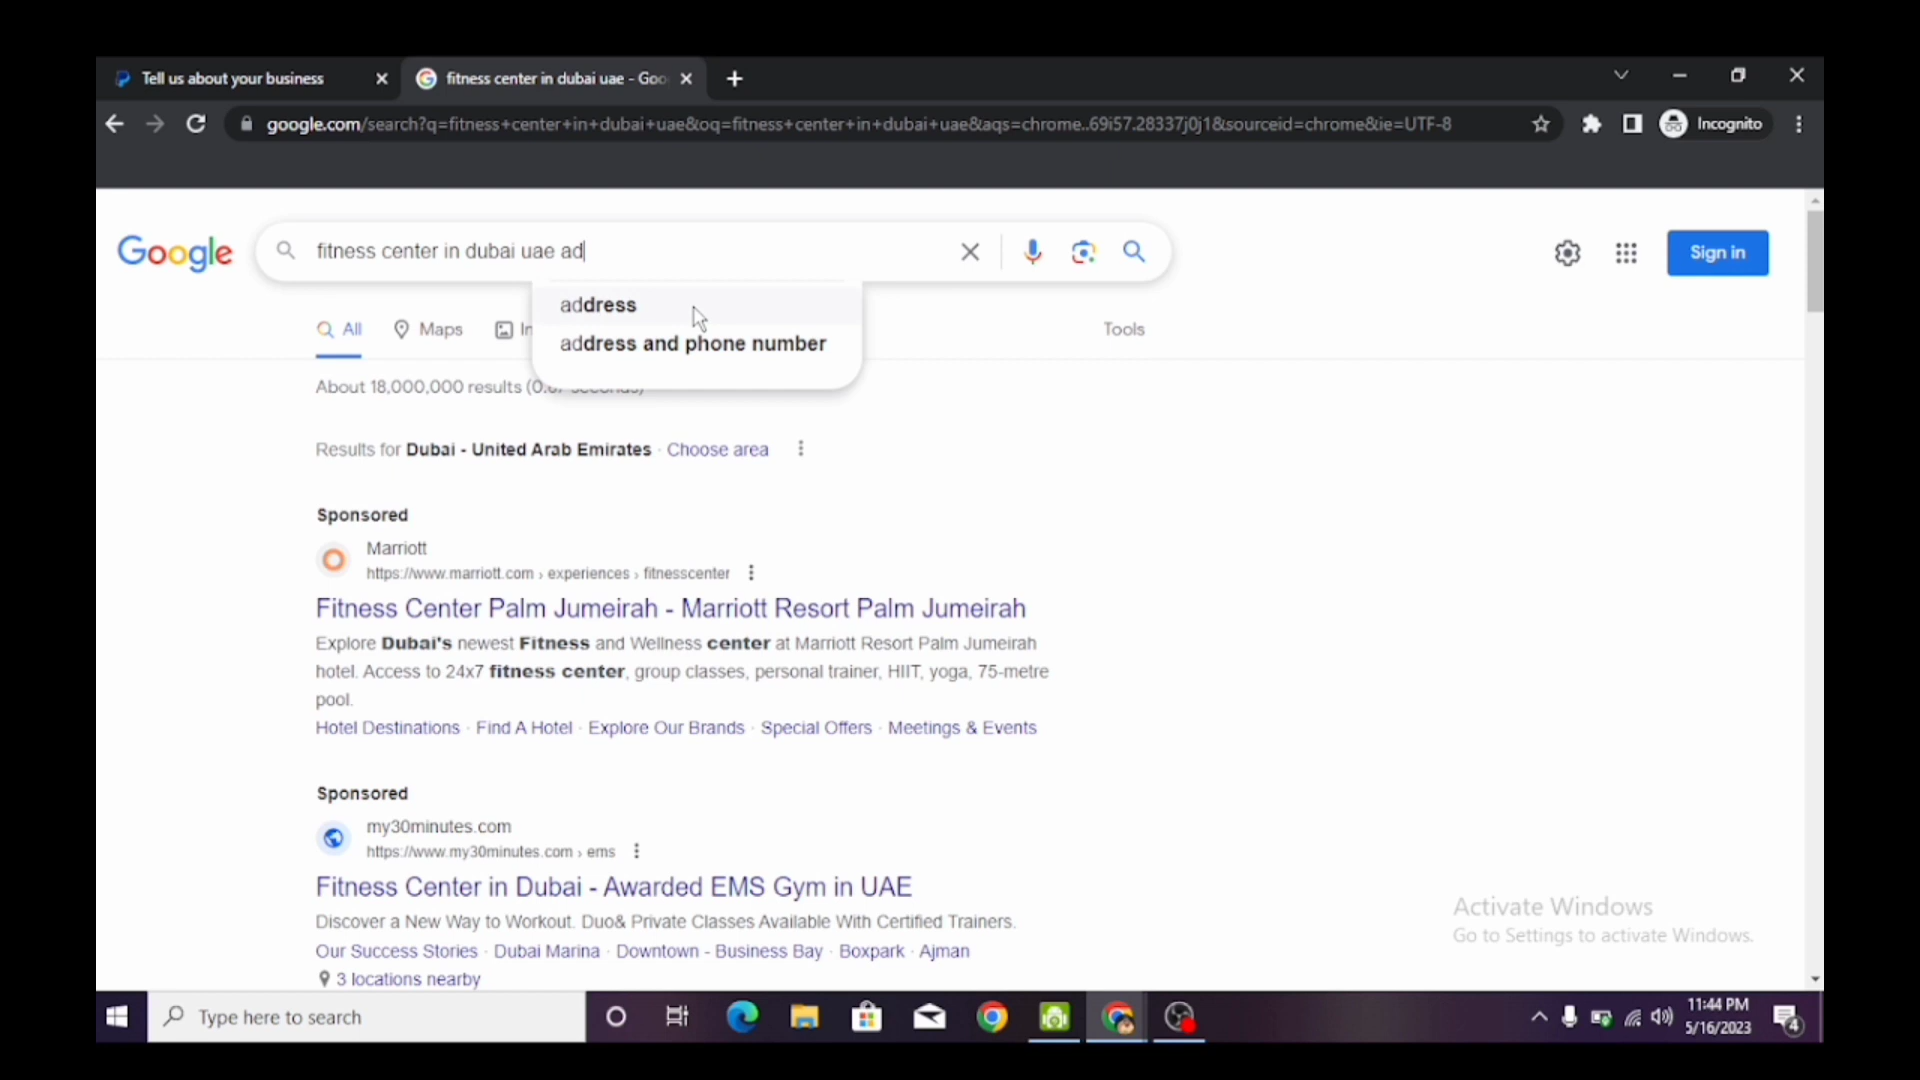 Tell us about your business
fitness center in dubai uae - Goo
google.com/search?q=fitness+center+in+dubai+uae&oq=fitness+center+in+dubai+uae&aqs=chrome..69i57.28337j0j1&sourceid=chrome&ie=UTF-8
Incognito
Google
fitness center in dubai uae ad
Sign in
address
address and phone number
All
Maps
Tools
About 18,000,000 results
Results for Dubai - United Arab Emirates · Choose area
Sponsored
Marriott
https://www.marriott.com › experiences › fitnesscenter
Fitness Center Palm Jumeirah - Marriott Resort Palm Jumeirah
Explore Dubai's newest Fitness and Wellness center at Marriott Resort Palm Jumeirah
hotel. Access to 24x7 fitness center, group classes, personal trainer, HIIT, yoga, 75-metre
pool.
Hotel Destinations · Find A Hotel · Explore Our Brands · Special Offers · Meetings & Events
Sponsored
my30minutes.com
https://www.my30minutes.com › ems
Fitness Center in Dubai - Awarded EMS Gym in UAE
Discover a New Way to Workout. Duo& Private Classes Available With Certified Trainers.
Our Success Stories · Dubai Marina · Downtown - Business Bay · Boxpark · Ajman
3 locations nearby
Activate Windows
Go to Settings to activate Windows.
Type here to search
11:44 PM
5/16/2023
4